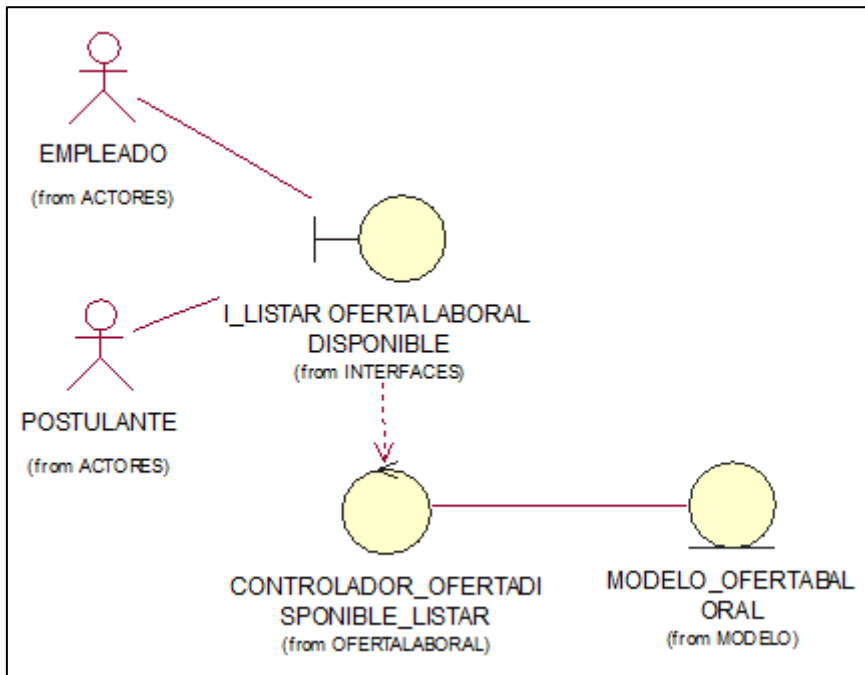 EMPLEADO
(from ACTORES)
I_LISTAR OFERTA LABORAL
DISPONIBLE
(from INTERFACES)
POSTULANTE
(from ACTORES)
CONTROLADOR_OFERTADI
SPONIBLE_LISTAR
(from OFERTALABORAL)
MODELO_OFERTABAL
ORAL
(from MODELO)